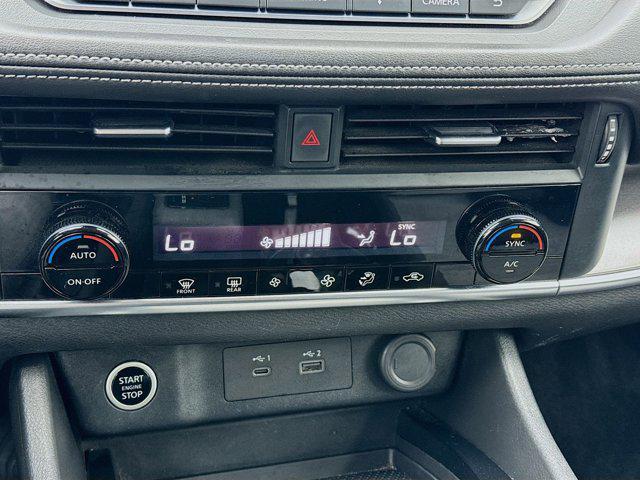 CAMERA
Lo
SYNC
Lo
AUTO
ON·OFF
SYNC
A/C
FRONT
REAR
1
2
START
ENGINE
STOP